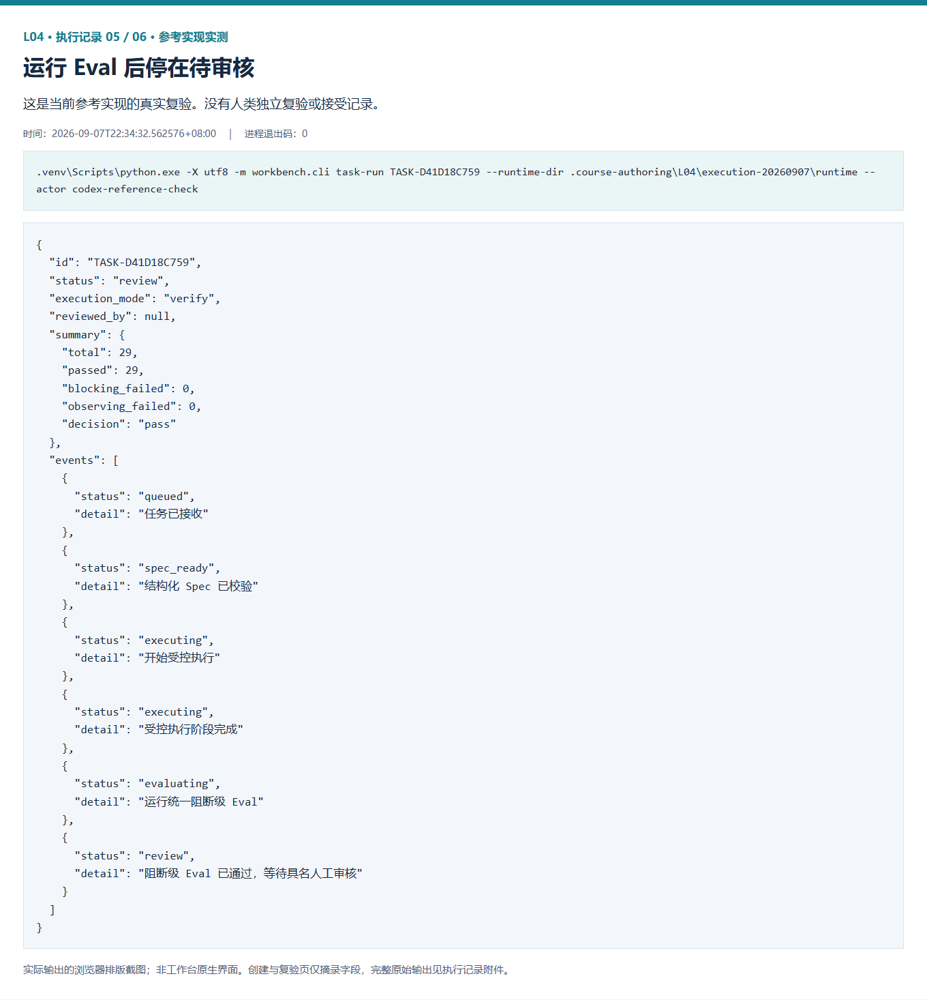 L04 • 执行记录 05 / 06 • 参考实现实测
运行 Eval 后停在待审核
这是当前参考实现的真实复验。没有人类独立复验或接受记录。
时间：2026-09-07T22:34:32.562576+08:00 | 进程退出码：0
.venv\Scripts\python.exe -X utf8 -m workbench.cli task-run TASK-D41D18C759 --runtime-dir .course-authoring\L04\execution-20260907\runtime --
actor codex-reference-check
{
  "id": "TASK-D41D18C759",
  "status": "review",
  "execution_mode": "verify",
  "reviewed_by": null,
  "summary": {
    "total": 29,
    "passed": 29,
    "blocking_failed": 0,
    "observing_failed": 0,
    "decision": "pass"
  },
  "events": [
    {
      "status": "queued",
      "detail": "任务已接收"
    },
    {
      "status": "spec_ready",
      "detail": "结构化 Spec 已校验"
    },
    {
      "status": "executing",
      "detail": "开始受控执行"
    },
    {
      "status": "executing",
      "detail": "受控执行阶段完成"
    },
    {
      "status": "evaluating",
      "detail": "运行统一阻断级 Eval"
    },
    {
      "status": "review",
      "detail": "阻断级 Eval 已通过，等待具名人工审核"
    }
  ]
}
实际输出的浏览器排版截图；非工作台原生界面。创建与复验页仅摘录字段，完整原始输出见执行记录附件。